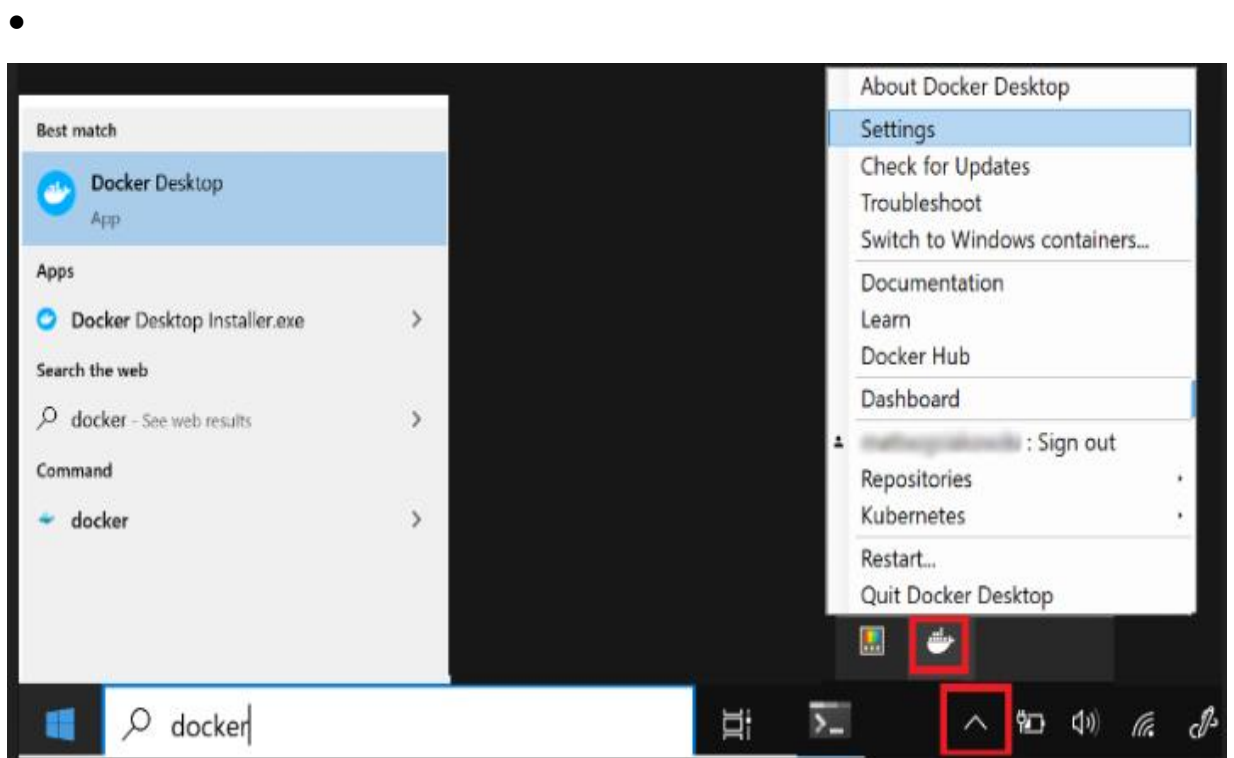 Best match
Docker Desktop
App
Apps
Docker Desktop Installer.exe
Search the web
docker - See web results
Command
docker
docker
About Docker Desktop
Settings
Check for Updates
Troubleshoot
Switch to Windows containers...
Documentation
Learn
Docker Hub
Dashboard
: Sign out
Repositories
Kubernetes
Restart...
Quit Docker Desktop